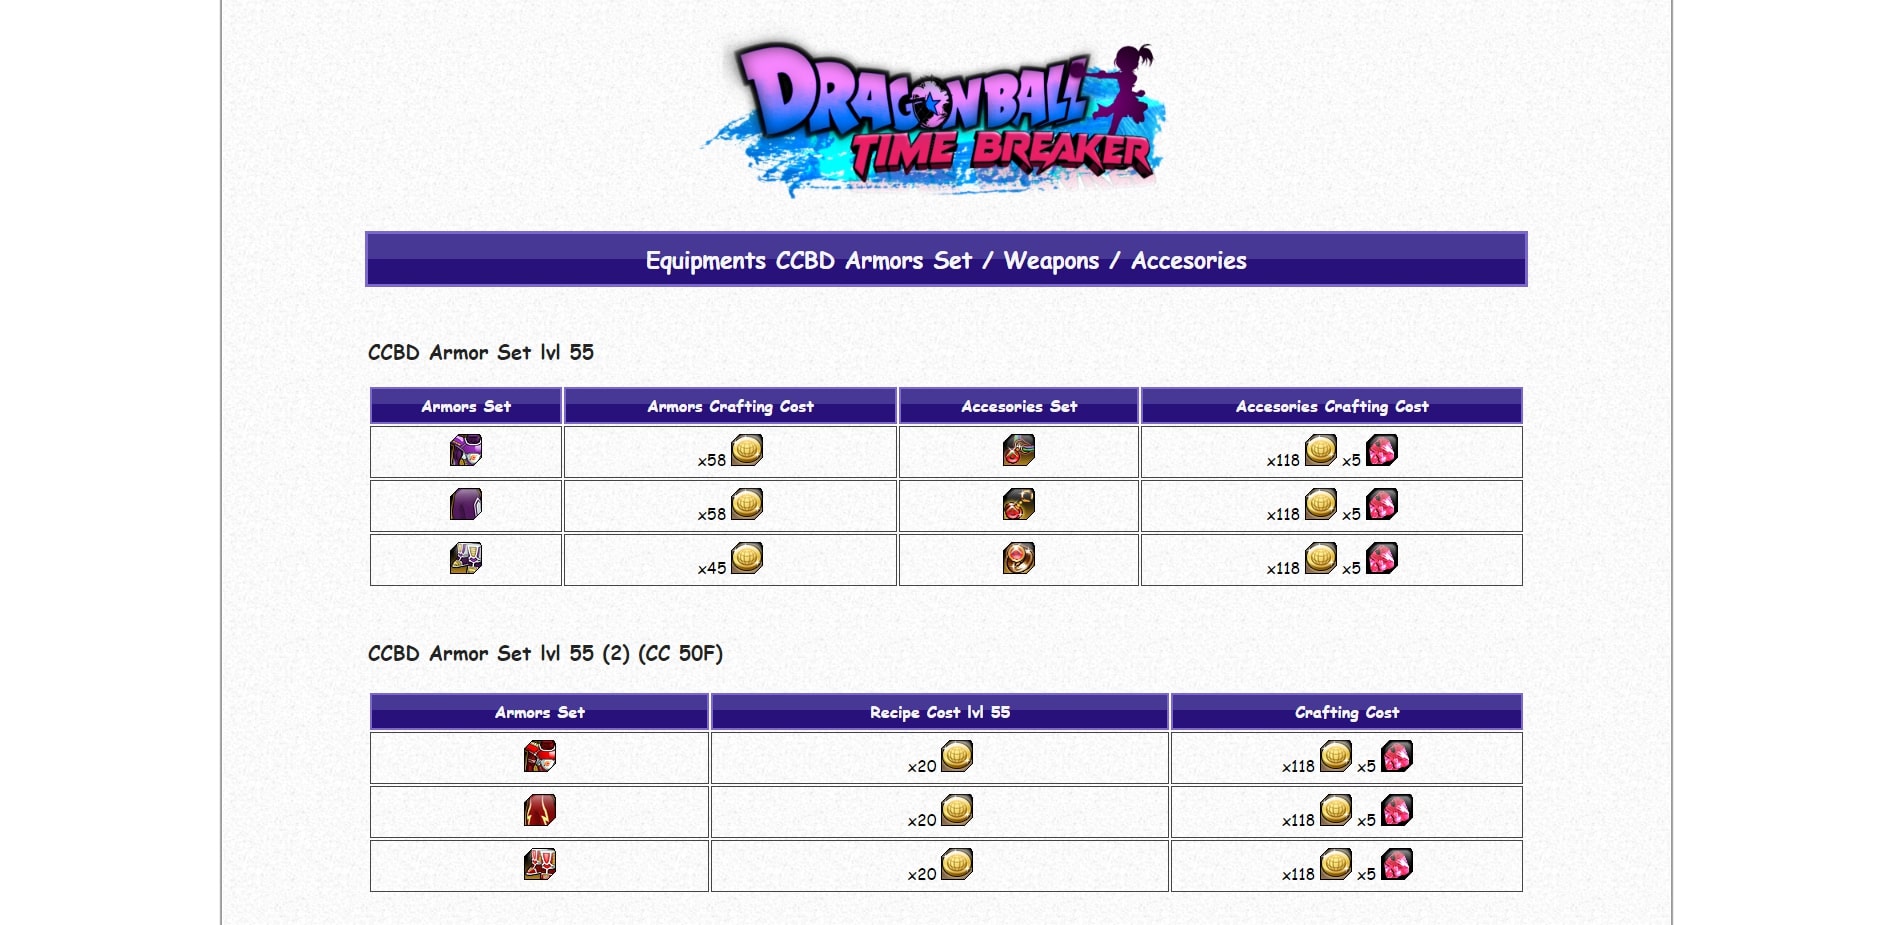 DRAGONBALL
TIME BREAKER
Equipments CCBD Armors Set / Weapons / Accesories
CCBD Armor Set lvl 55
Armors Set Armors Crafting Cost Accesories Set Accesories Crafting Cost
x58 x118 x5
x58 x118 x5
x45 x118 x5
CCBD Armor Set lvl 55 (2) (CC 50F)
Armors Set Recipe Cost lvl 55 Crafting Cost
x20 x118 x5
x20 x118 x5
x20 x118 x5